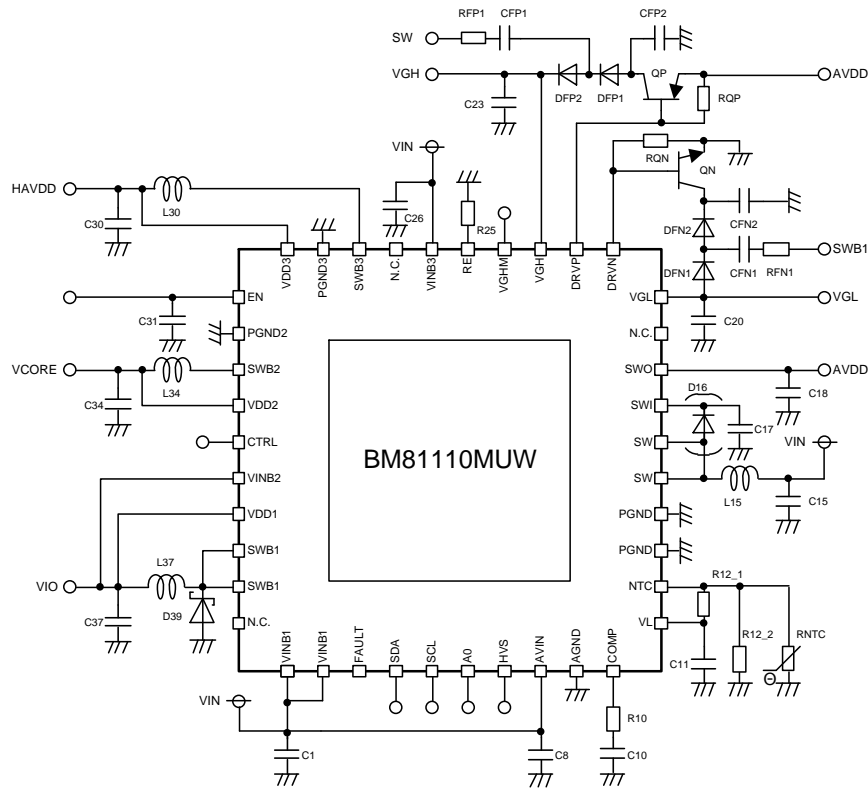 RFP1 CFP1 CFP2
SW
VGH QP AVDD
DFP2 DFP1 RQP
C23
VIN RQN QN
HAVDD
C30 L30 C26 R25 CFN2
DFN2
SWB1
DFN1 CFN1 RFN1
VDD3 PGND3 SWB3 N.C. VINB3 RE VGHM VGH DRVP DRVN
EN VGL VGL
C31 C20
PGND2 N.C.
VCORE SWB2 SWO AVDD
L34 D16 C18
C34 VDD2 SWI
C17 VIN
CTRL SW
BM81110MUW
VINB2 SW
L15 C15
VDD1 PGND
L37 SWB1 PGND
VIO SWB1 NTC R12_1
C37 D39 R12_2 RNTC
N.C. VL
C11
VINB1 VINB1 FAULT SDA SCL A0 HVS AVIN AGND COMP
VIN
R10
C1 C8 C10